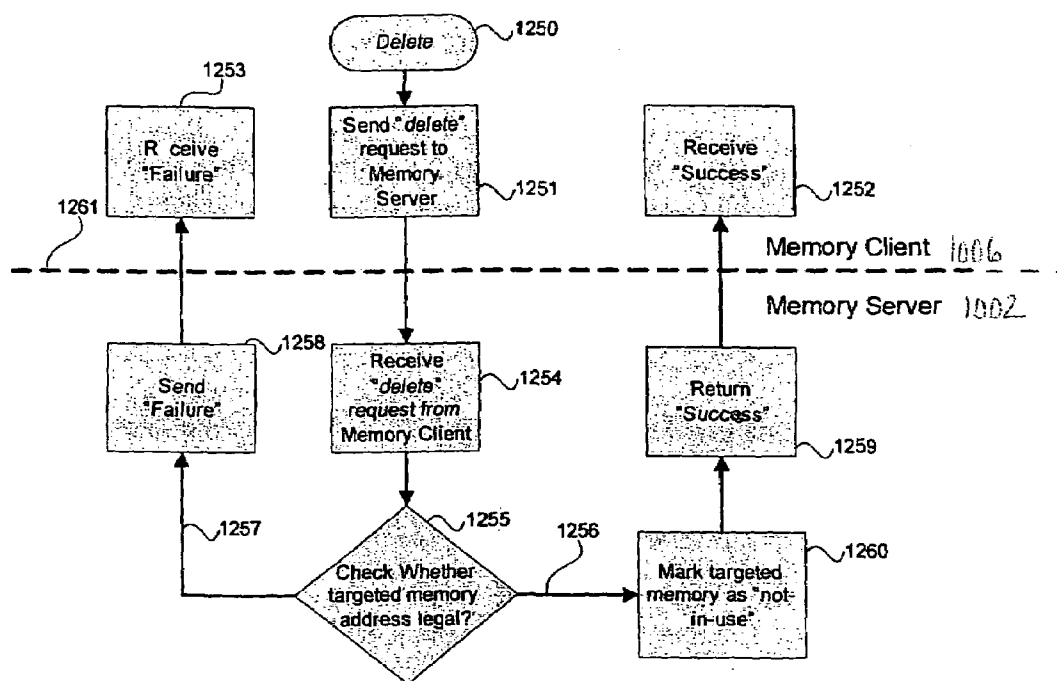 Delete
1250
1253
R ceive
"Failure"
Send "delete"
request to
Memory
Server
1251
Receive
"Success"
1252
1261
Memory Client 1006
Memory Server 1002
1258
Send
"Failure"
Receive
"delete"
request from
Memory Client
1254
Return
"Success"
1259
1257
1255
Check Whether
targeted memory
address legal?
1256
1260
Mark targeted
memory as "not-
in-use"